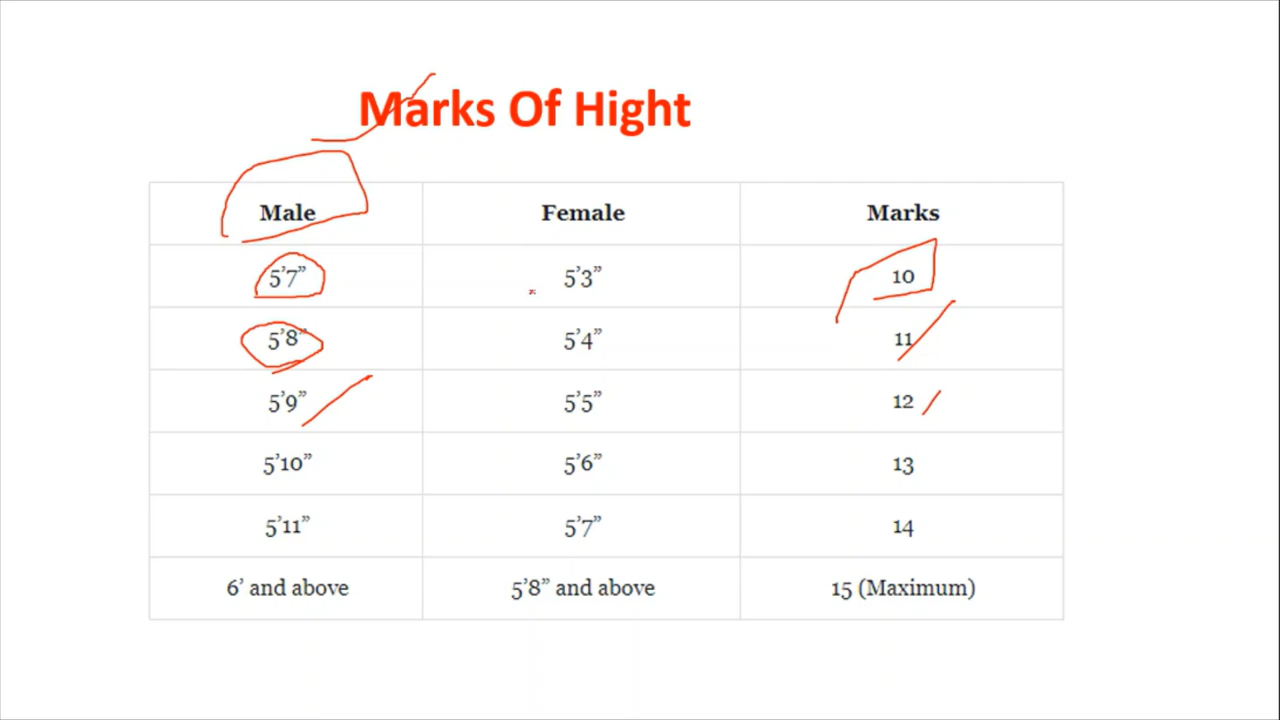 Marks Of Hight
Male Female Marks
5’7” 5’3” 10
5’8” 5’4” 11
5’9” 5’5” 12
5’10” 5’6” 13
5’11” 5’7” 14
6’ and above 5’8” and above 15 (Maximum)